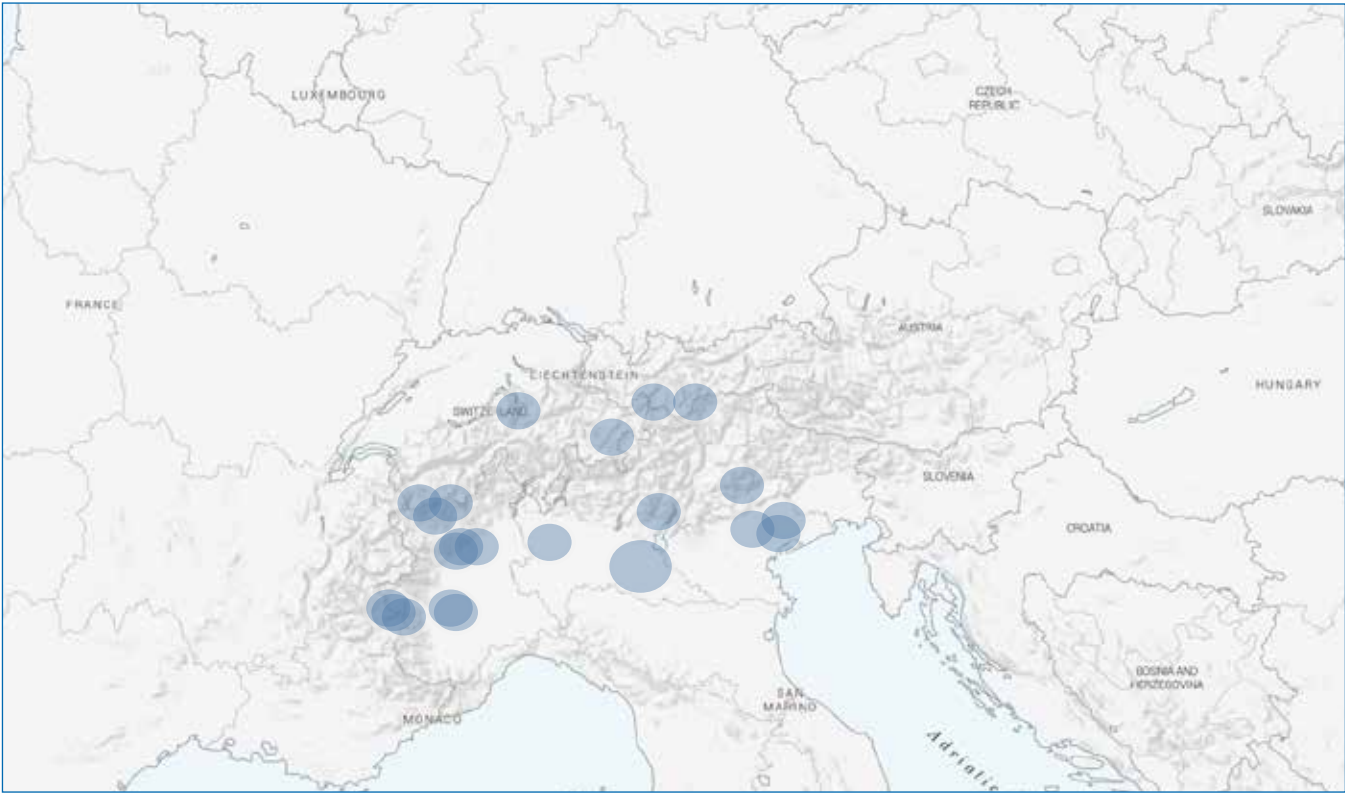 LUXEMBOURG
CZECH
REPUBLIC
SLOVAKIA
FRANCE
AUSTRIA
LIECHTENSTEIN
HUNGARY
SWITZERLAND
SLOVENIA
CROATIA
BOSNIA AND
HERZEGOVINA
SAN
MARINO
MONACO
Adriatic